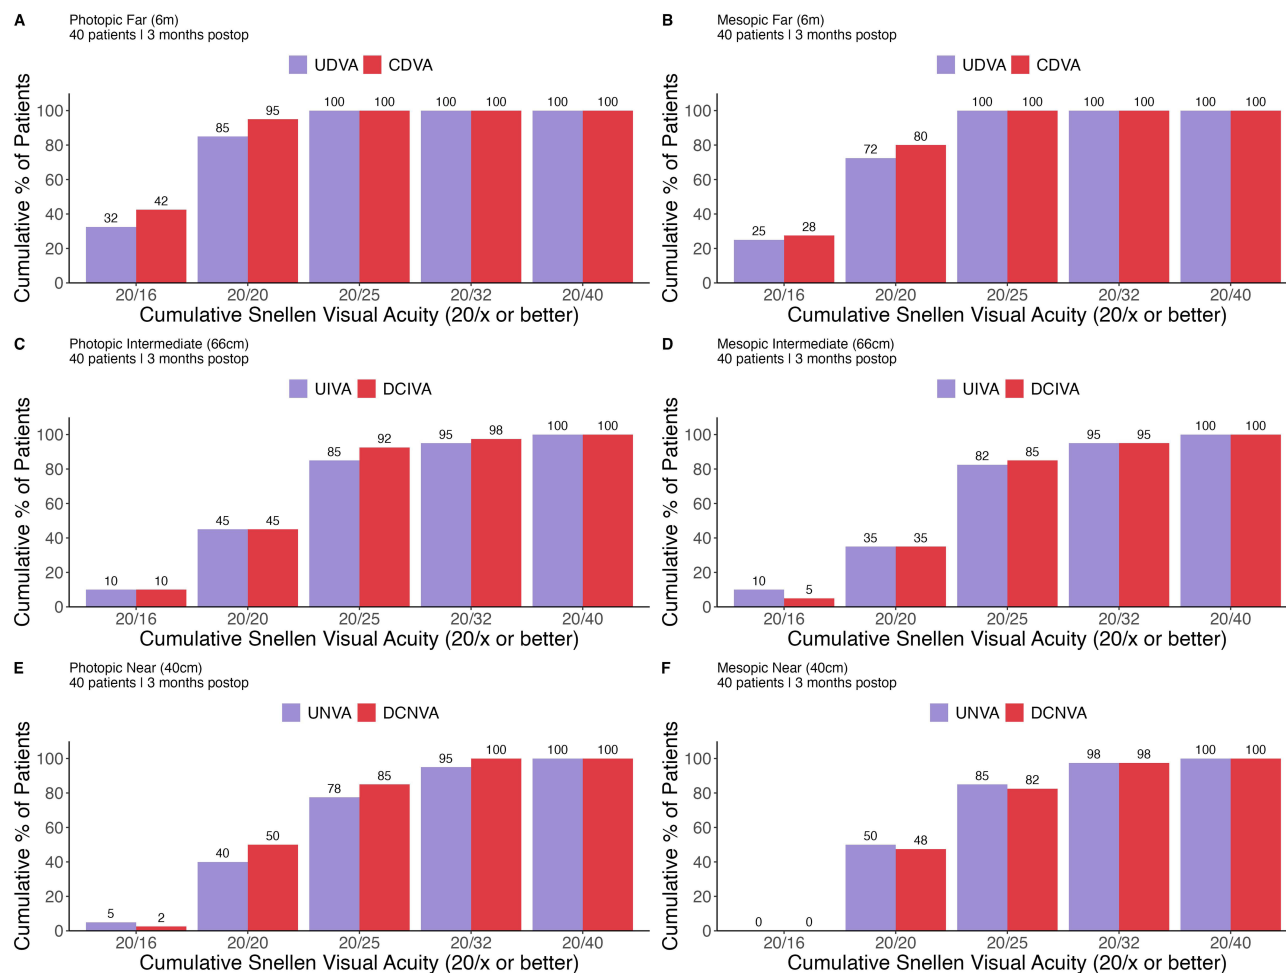 A
Photopic Far (6m)
40 patients | 3 months postop
UDVA CDVA
Cumulative % of Patients
100
80
60
40
20
0
32 42 85 95 100 100 100 100 100 100
20/16 20/20 20/25 20/32 20/40
Cumulative Snellen Visual Acuity (20/x or better)
B
Mesopic Far (6m)
40 patients | 3 months postop
UDVA CDVA
Cumulative % of Patients
100
80
60
40
20
0
25 28 72 80 100 100 100 100 100 100
20/16 20/20 20/25 20/32 20/40
Cumulative Snellen Visual Acuity (20/x or better)
C
Photopic Intermediate (66cm)
40 patients | 3 months postop
UIVA DCIVA
Cumulative % of Patients
100
80
60
40
20
0
10 10 45 45 85 92 95 98 100 100
20/16 20/20 20/25 20/32 20/40
Cumulative Snellen Visual Acuity (20/x or better)
D
Mesopic Intermediate (66cm)
40 patients | 3 months postop
UIVA DCIVA
Cumulative % of Patients
100
80
60
40
20
0
10 5 35 35 82 85 95 95 100 100
20/16 20/20 20/25 20/32 20/40
Cumulative Snellen Visual Acuity (20/x or better)
E
Photopic Near (40cm)
40 patients | 3 months postop
UNVA DCNVA
Cumulative % of Patients
100
80
60
40
20
0
5 2 40 50 78 85 95 100 100 100
20/16 20/20 20/25 20/32 20/40
Cumulative Snellen Visual Acuity (20/x or better)
F
Mesopic Near (40cm)
40 patients | 3 months postop
UNVA DCNVA
Cumulative % of Patients
100
80
60
40
20
0
0 0 50 48 85 82 98 98 100 100
20/16 20/20 20/25 20/32 20/40
Cumulative Snellen Visual Acuity (20/x or better)